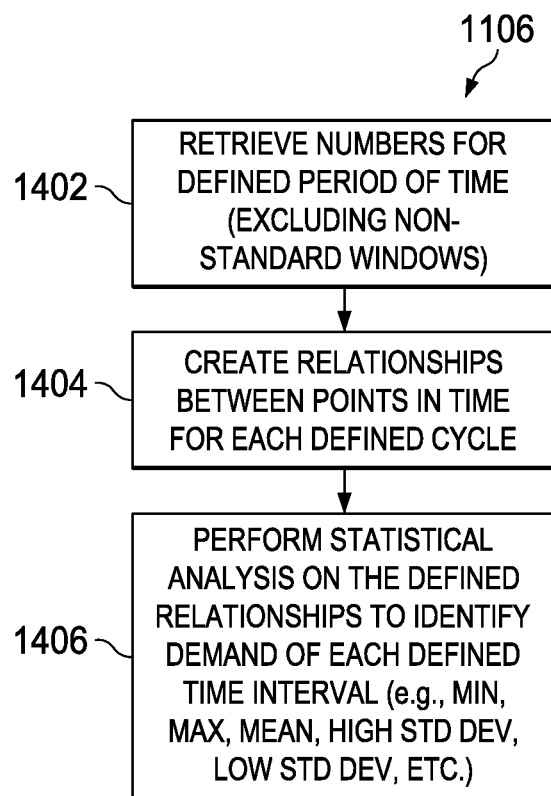 1106
1402
RETRIEVE NUMBERS FOR
DEFINED PERIOD OF TIME
(EXCLUDING NON-
STANDARD WINDOWS)
1404
CREATE RELATIONSHIPS
BETWEEN POINTS IN TIME
FOR EACH DEFINED CYCLE
1406
PERFORM STATISTICAL
ANALYSIS ON THE DEFINED
RELATIONSHIPS TO IDENTIFY
DEMAND OF EACH DEFINED
TIME INTERVAL (e.g., MIN,
MAX, MEAN, HIGH STD DEV,
LOW STD DEV, ETC.)